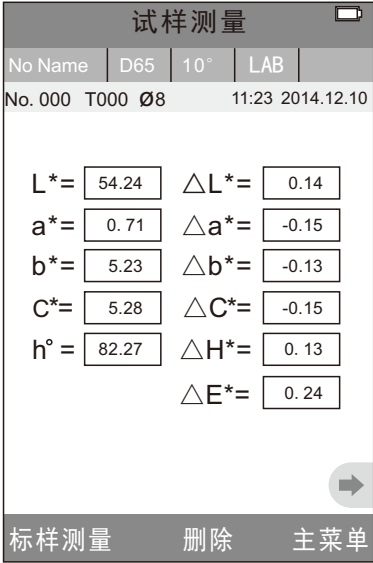 试样测量
No Name D65 10° LAB
No. 000 T000 Ø8 11:23 2014.12.10
L*= 54.24 △L*= 0.14
a*= 0. 71 △a*= -0.15
b*= 5.23 △b*= -0.13
C*= 5.28 △C*= -0.15
h° = 82.27 △H*= 0. 13
△E*= 0. 24
标样测量 删除 主菜单